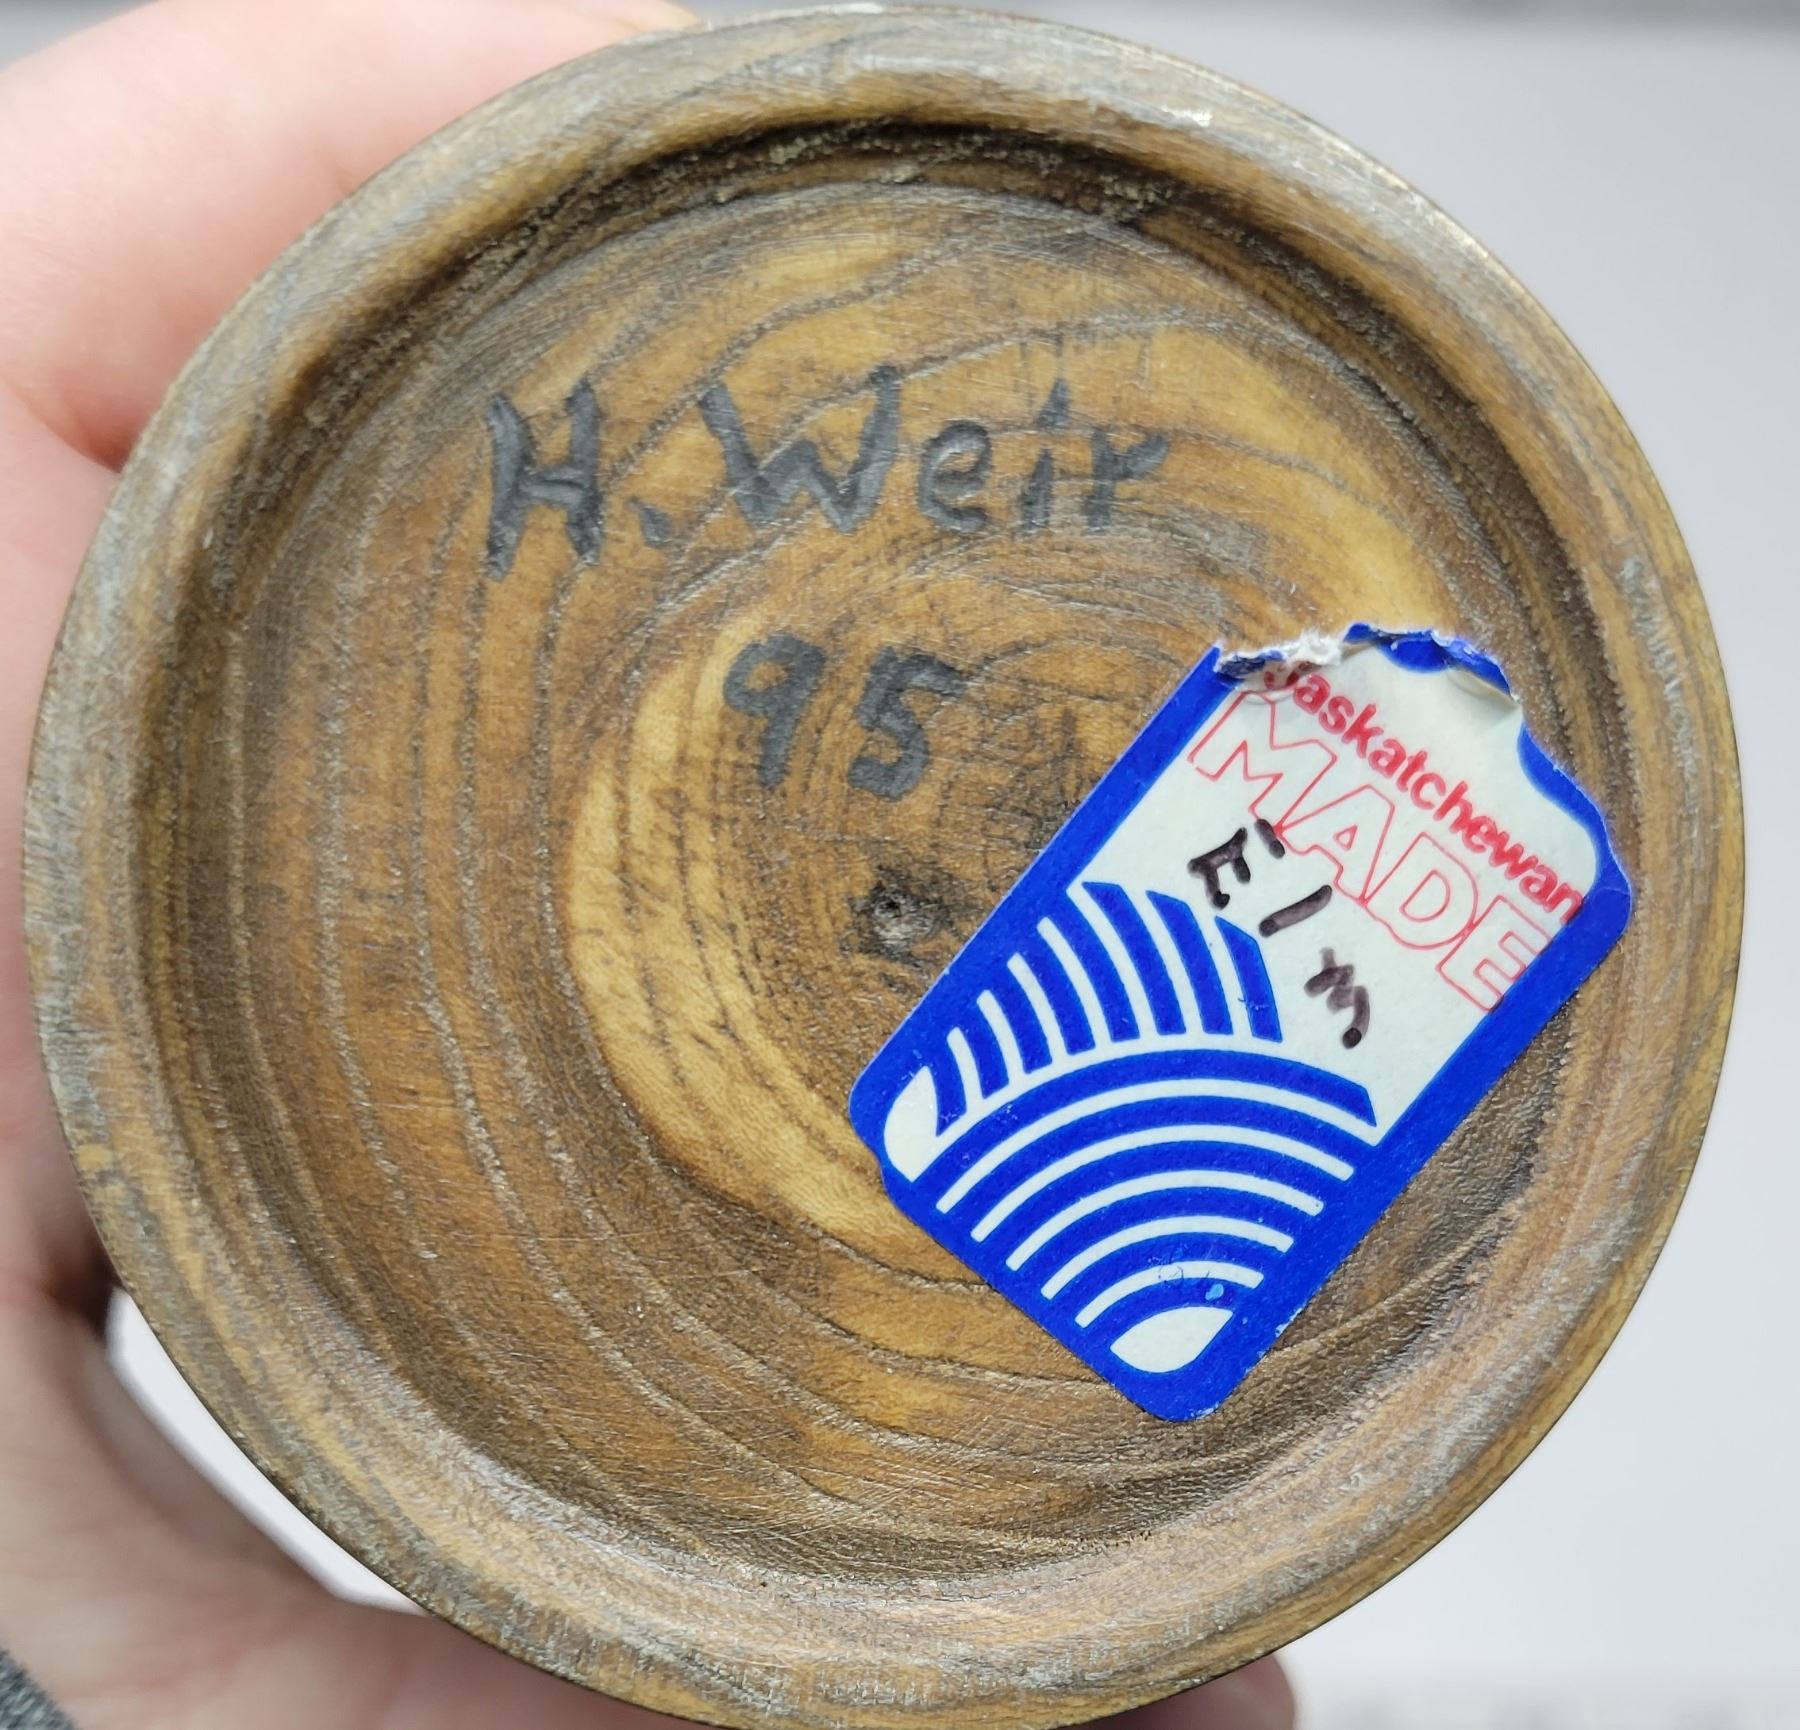 H. Weir
95
Saskatchewan
MADE
Elm